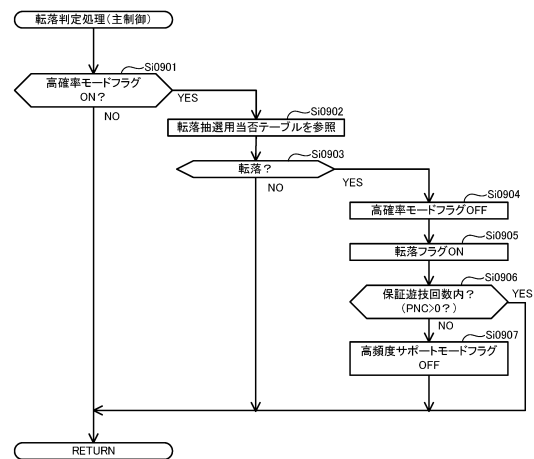 転落判定処理(主制御)
Si0901
高確率モードフラグ
ON?
YES
NO
Si0902
転落抽選用当否テーブルを参照
Si0903
転落?
YES
NO
Si0904
高確率モードフラグOFF
Si0905
転落フラグON
Si0906
保証遊技回数内?
(PNC>0?)
YES
NO
Si0907
高頻度サポートモードフラグ
OFF
RETURN